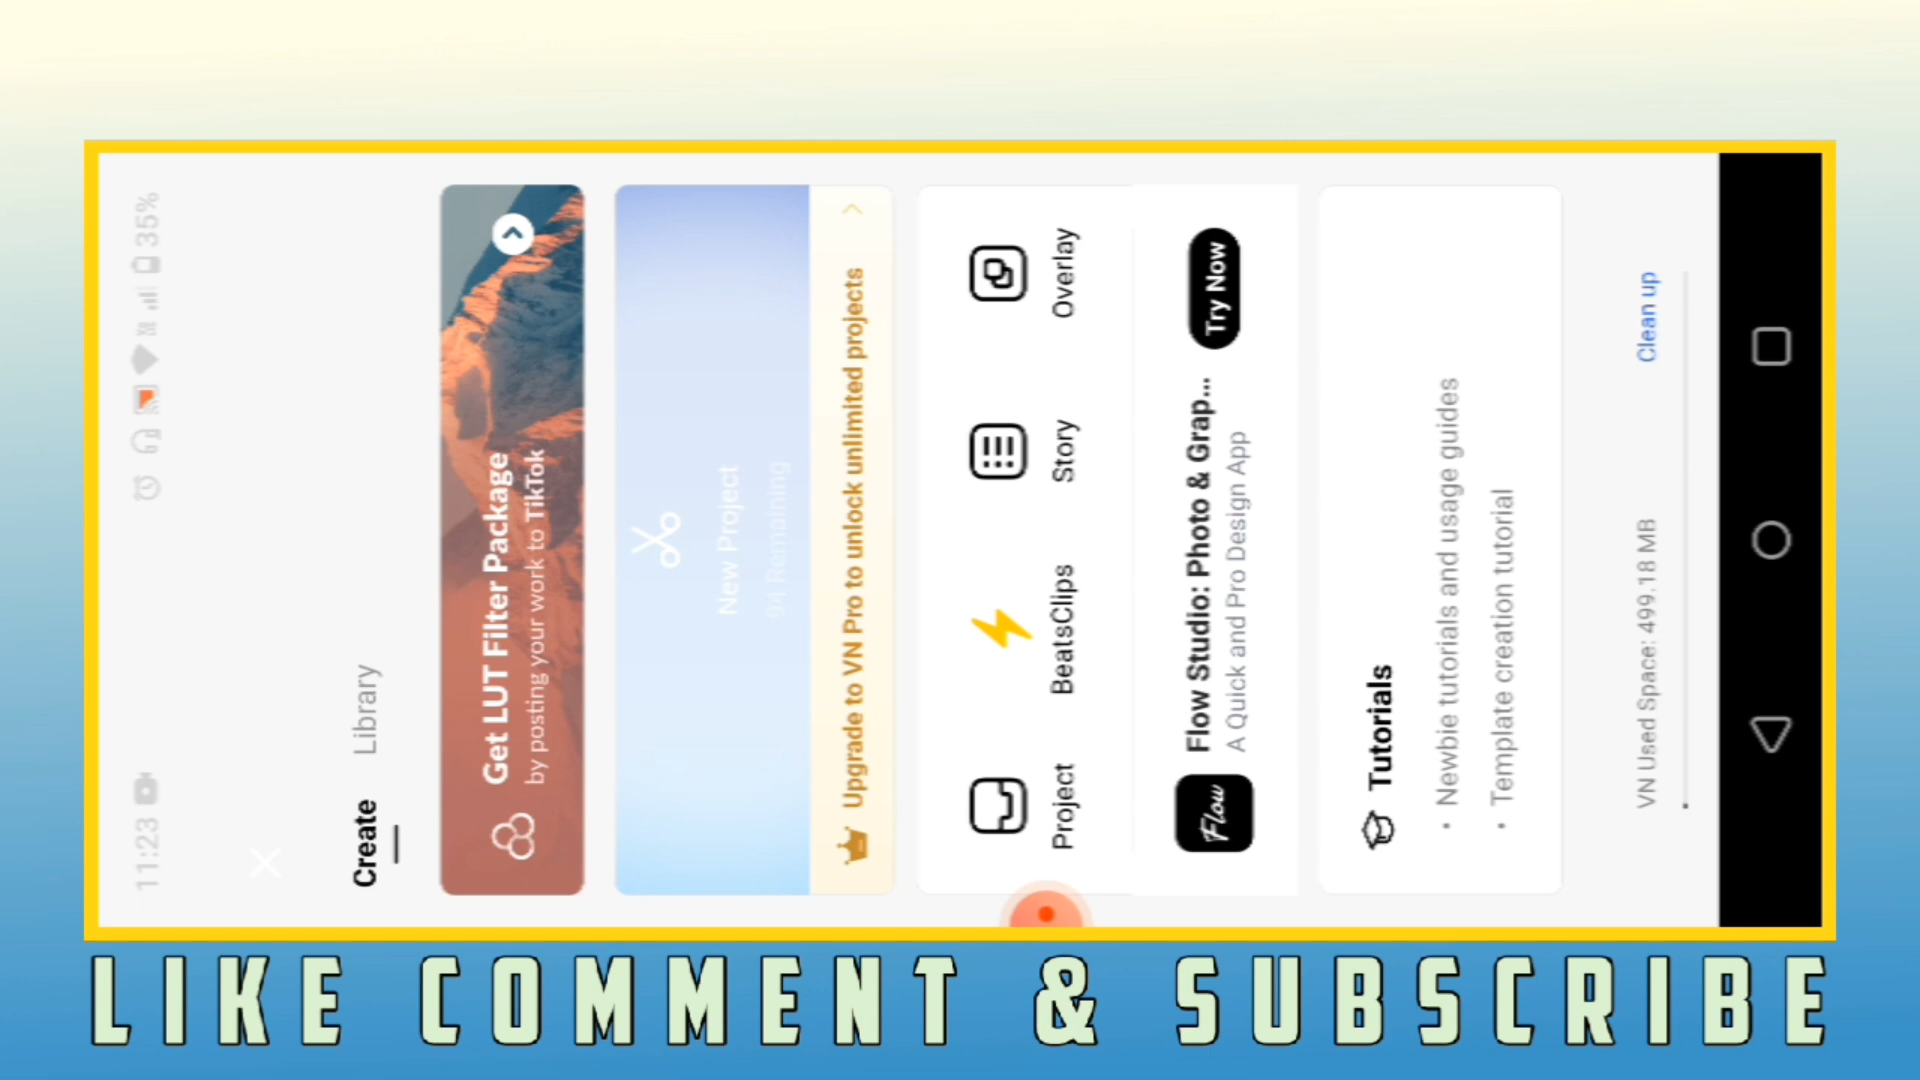 11:23
35%
Create Library
Get LUT Filter Package
by posting your work to TikTok
New Project
94 Remaining
Upgrade to VN Pro to unlock unlimited projects
Project BeatsClips Story Overlay
Flow
Flow Studio: Photo & Grap...
A Quick and Pro Design App
Try Now
Tutorials
• Newbie tutorials and usage guides
• Template creation tutorial
VN Used Space: 499.18 MB Clean up
LIKE COMMENT & SUBSCRIBE